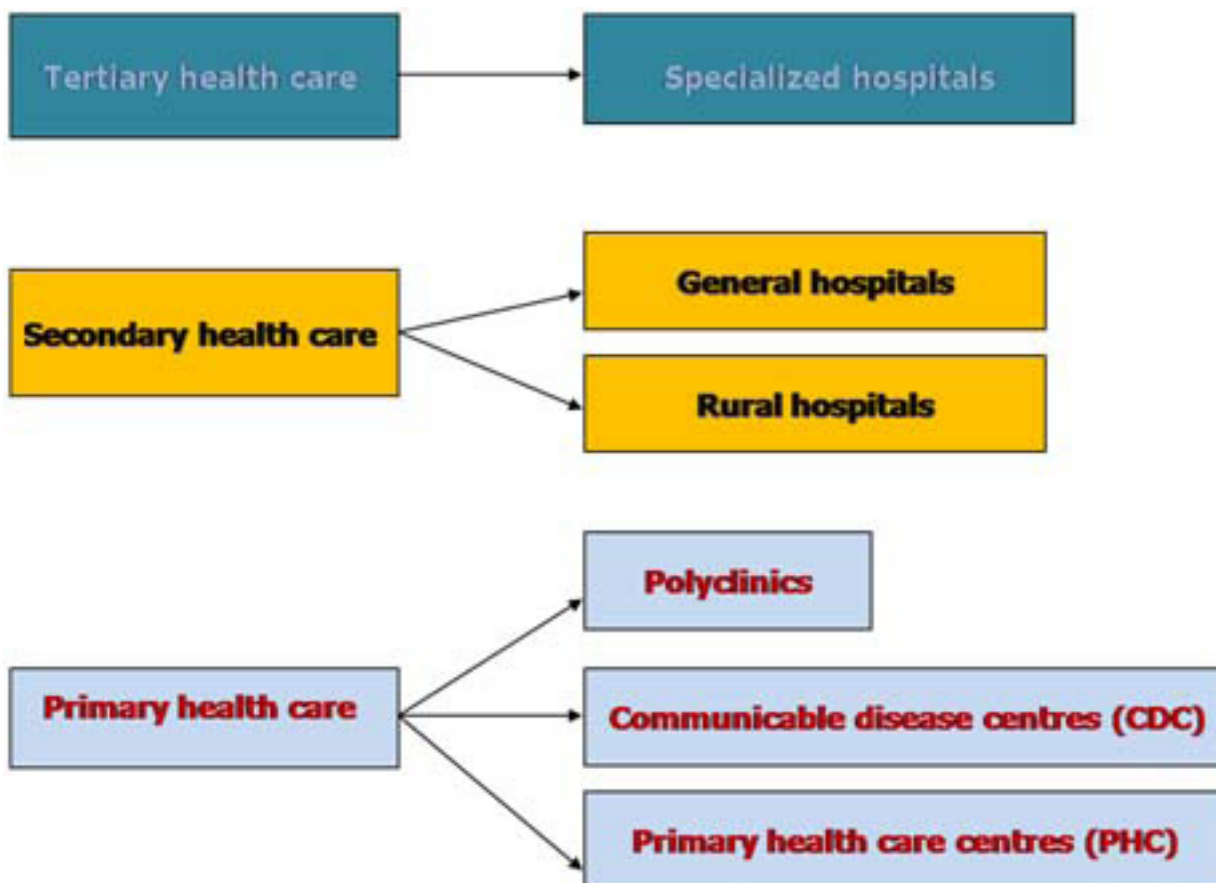 Tertiary health care
Specialized hospitals
Secondary health care
General hospitals
Rural hospitals
Polyclinics
Primary health care
Communicable disease centres (CDC)
Primary health care centres (PHC)